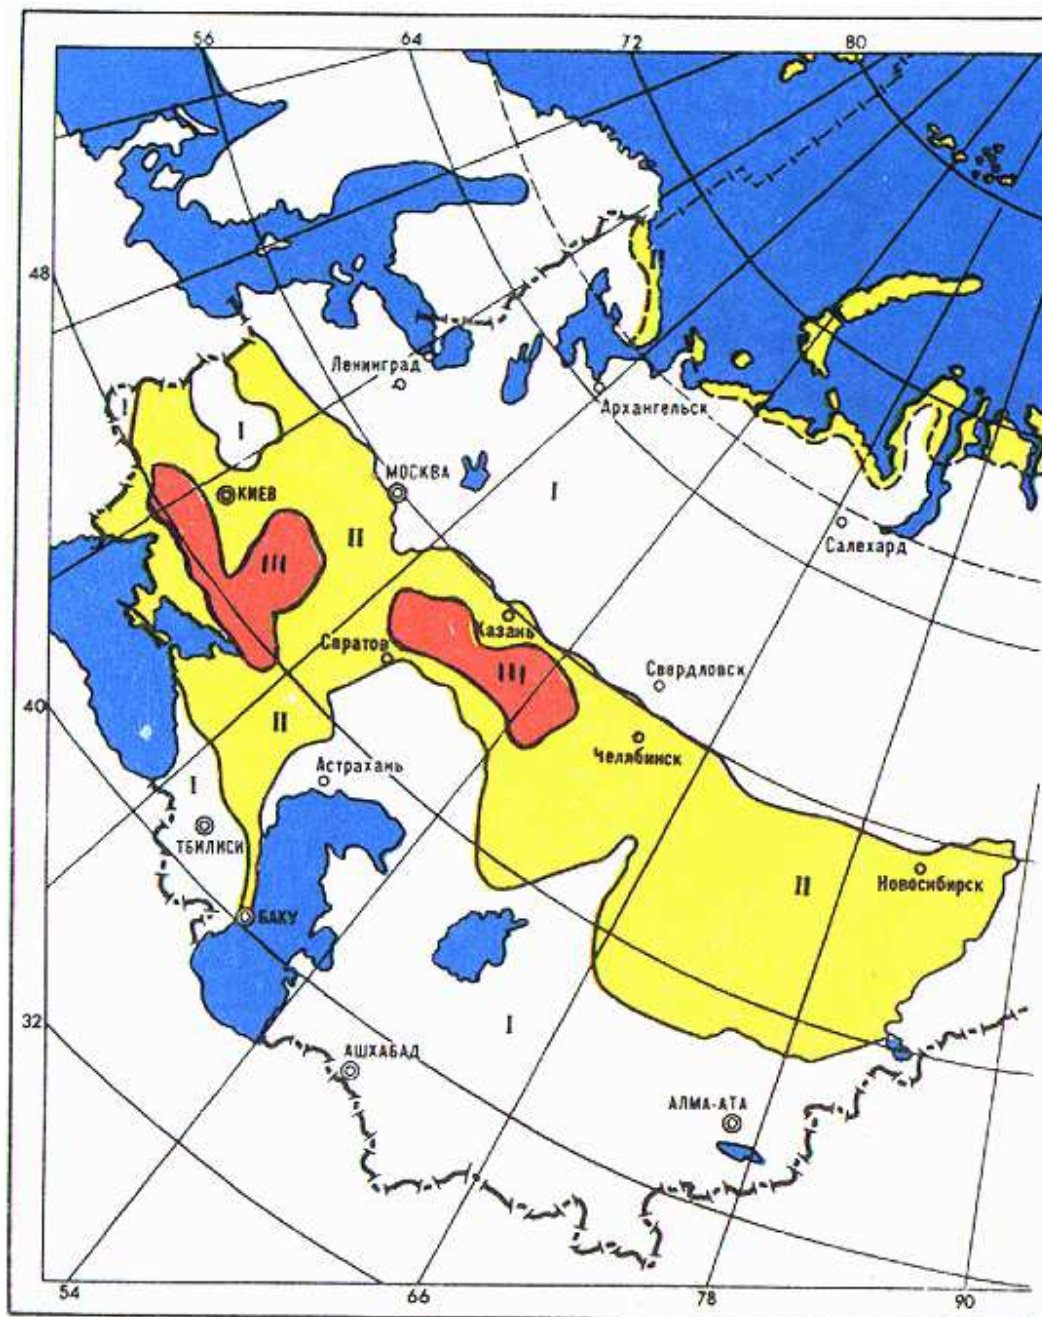 56
64
72
80
48
Ленинград
Архангельск
I
I
МОСКВА
КИЕВ
I
II
Салехард
III
Казань
Саратов
III
Свердловск
II
40
Челябинск
Астрахань
I
ТБИЛИСИ
II
Новосибирск
БАКУ
32
I
АШХАБАД
АЛМА-АТА
54
66
78
90